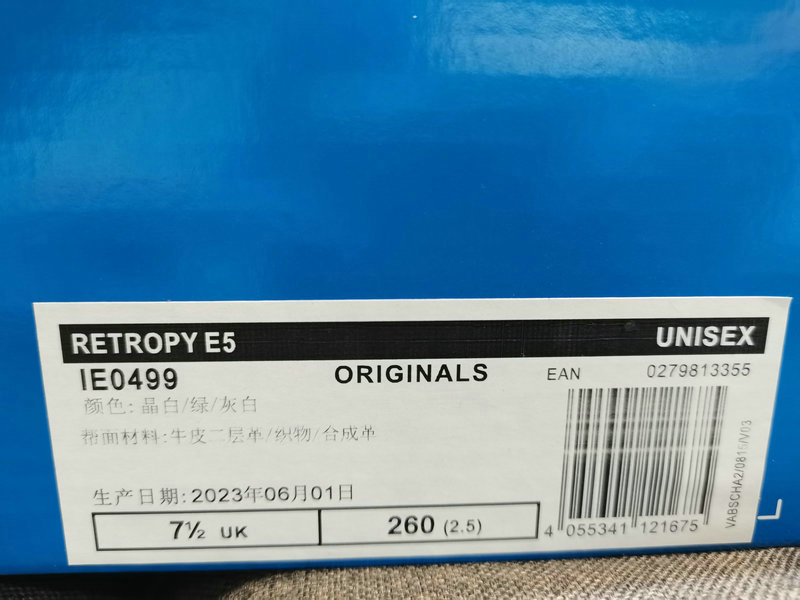 RETROPY E5 UNISEX
IE0499 ORIGINALS EAN 0279813355
颜色: 晶白/绿/灰白
帮面材料: 牛皮二层革/织物/合成革
生产日期: 2023年06月01日
7½ UK 260 (2.5)
4 055341 121675
VABSCHA2/0816/V03